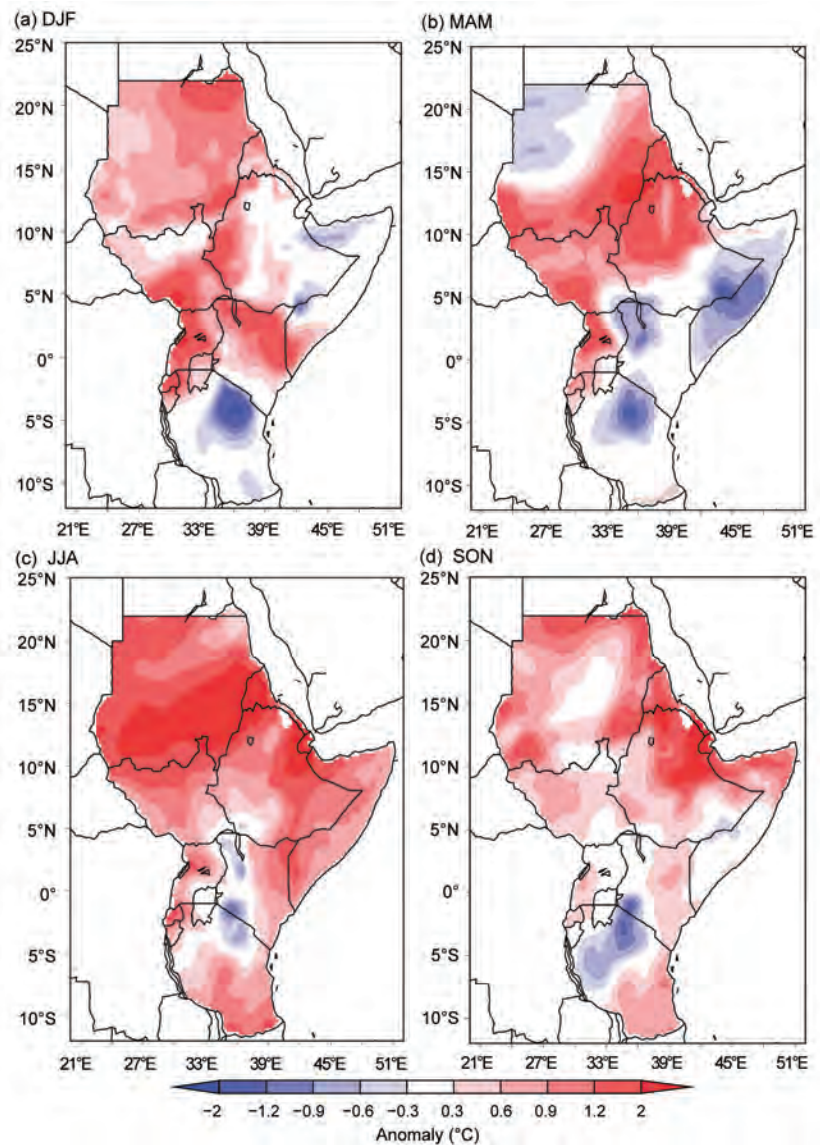 (a) DJF
(b) MAM
25°N
20°N
15°N
10°N
5°N
0°
5°S
10°S
21°E 27°E 33°E 39°E 45°E 51°E
25°N
20°N
15°N
10°N
5°N
0°
5°S
10°S
21°E 27°E 33°E 39°E 45°E 51°E
(c) JJA
(d) SON
25°N
20°N
15°N
10°N
5°N
0°
5°S
10°S
21°E 27°E 33°E 39°E 45°E 51°E
25°N
20°N
15°N
10°N
5°N
0°
5°S
10°S
21°E 27°E 33°E 39°E 45°E 51°E
−2 −1.2 −0.9 −0.6 −0.3 0.3 0.6 0.9 1.2 2
Anomaly (°C)